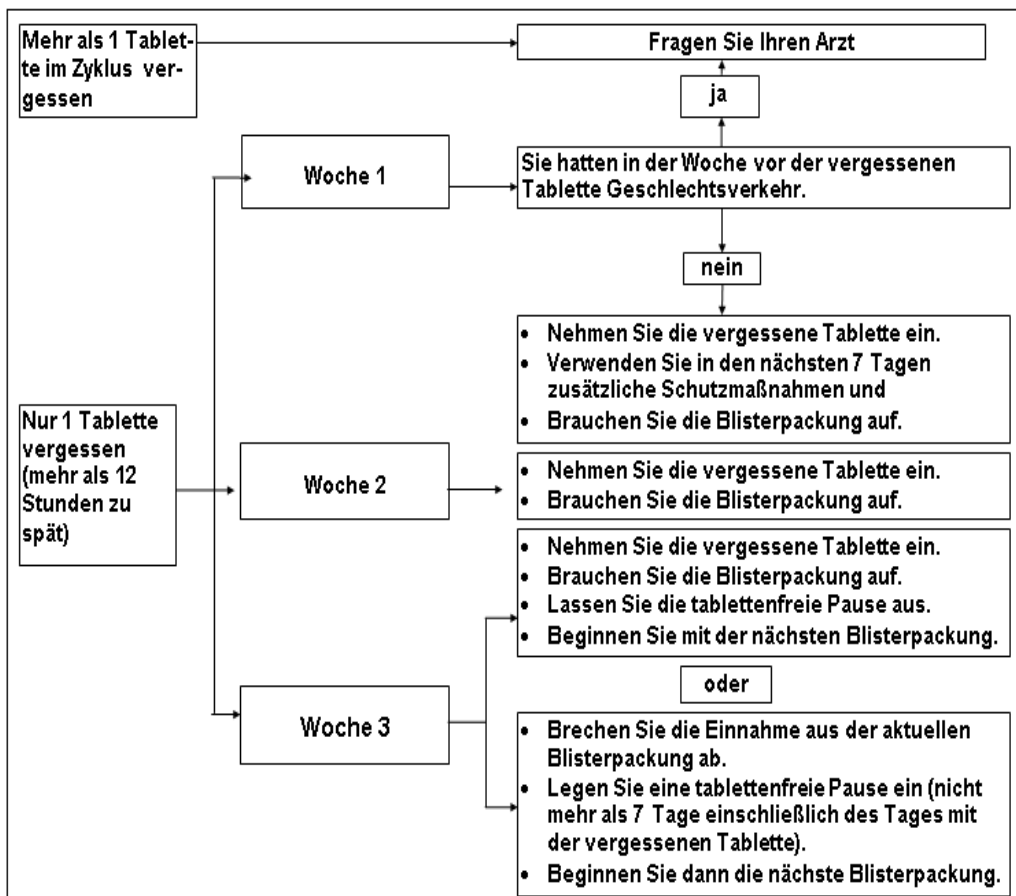 Mehr als 1 Tablet-
te im Zyklus ver-
gessen
Fragen Sie Ihren Arzt
ja
Woche 1
Sie hatten in der Woche vor der vergessenen
Tablette Geschlechtsverkehr.
nein
• Nehmen Sie die vergessene Tablette ein.
• Verwenden Sie in den nächsten 7 Tagen
zusätzliche Schutzmaßnahmen und
• Brauchen Sie die Blisterpackung auf.
Nur 1 Tablette
vergessen
(mehr als 12
Stunden zu
spät)
Woche 2
• Nehmen Sie die vergessene Tablette ein.
• Brauchen Sie die Blisterpackung auf.
• Nehmen Sie die vergessene Tablette ein.
• Brauchen Sie die Blisterpackung auf.
• Lassen Sie die tablettenfreie Pause aus.
• Beginnen Sie mit der nächsten Blisterpackung.
oder
Woche 3
• Brechen Sie die Einnahme aus der aktuellen
Blisterpackung ab.
• Legen Sie eine tablettenfreie Pause ein (nicht
mehr als 7 Tage einschließlich des Tages mit
der vergessenen Tablette).
• Beginnen Sie dann die nächste Blisterpackung.